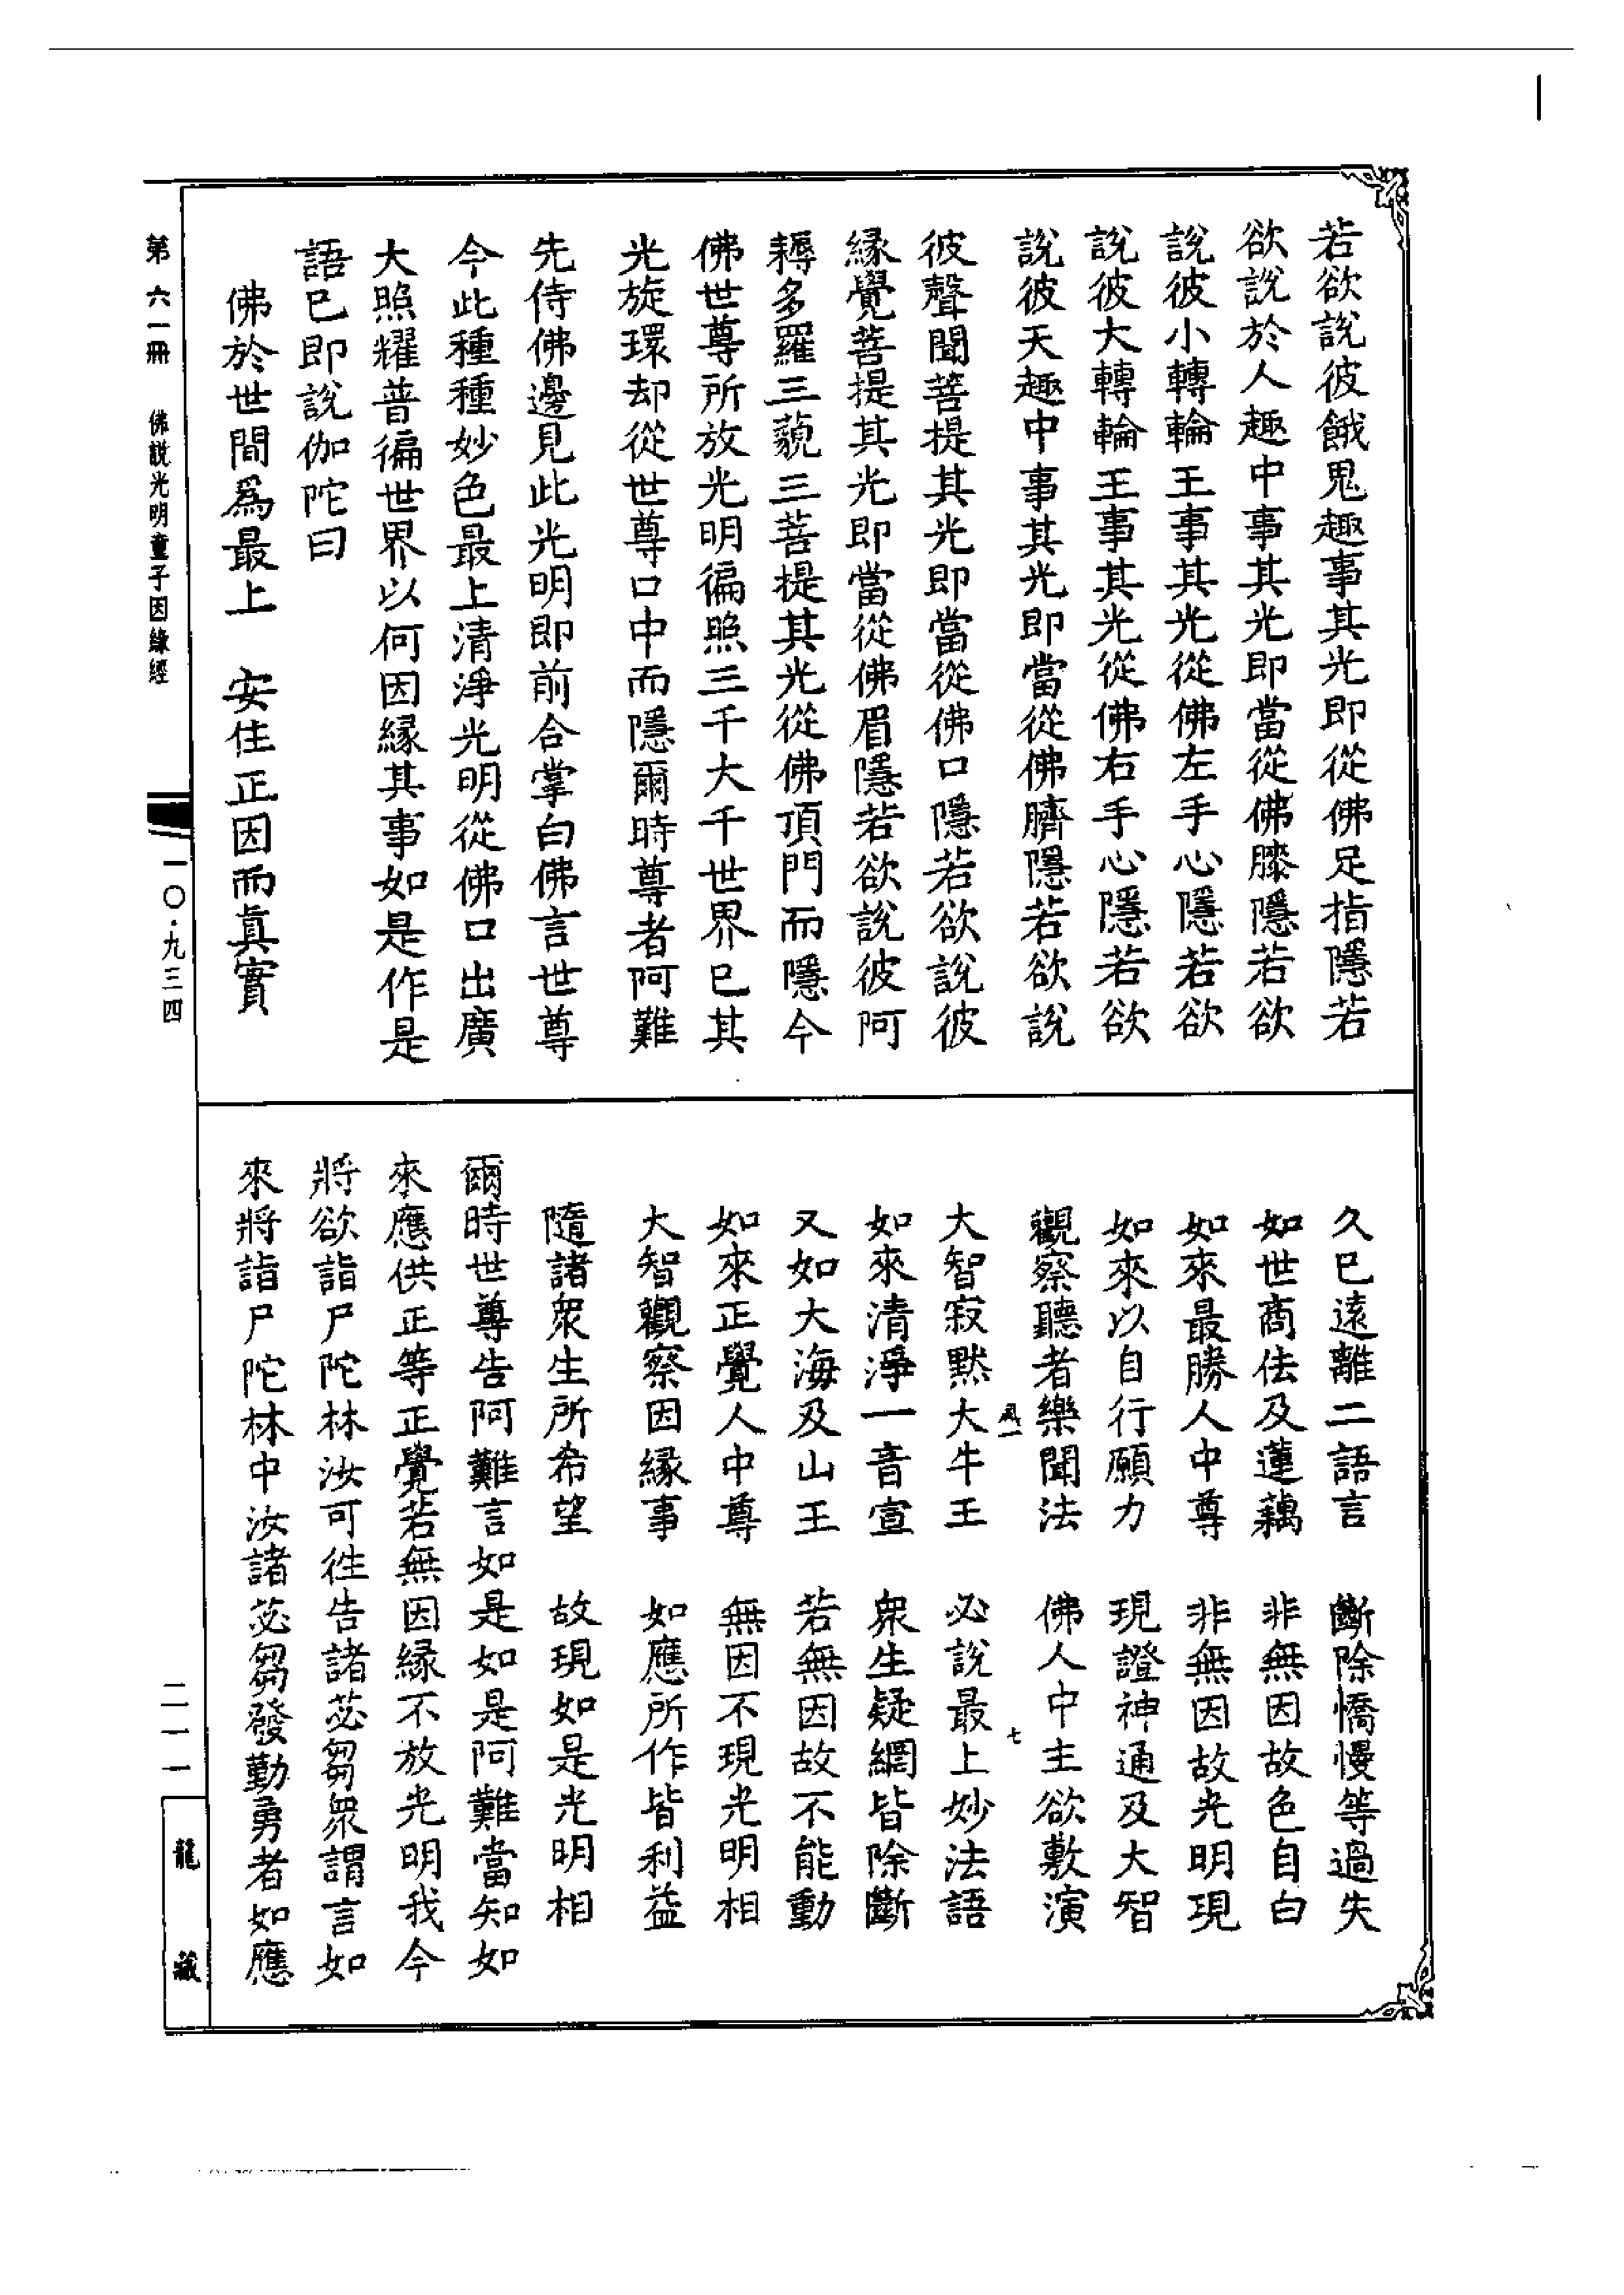 若欲說彼餓鬼趣事其光即從佛足指隱若
欲說於人趣中事其光即當從佛膝隱若欲
說彼小轉輪王事其光從佛左手心隱若欲
說彼大轉輪王事其光從佛右手心隱若欲
說彼天趣中事其光即當從佛臍隱若欲說
彼聲聞菩提其光即當從佛口隱若欲說彼
緣覺菩提其光即當從佛眉隱若欲說彼阿
耨多羅三藐三菩提其光從佛頂門而隱今
佛世尊所放光明徧照三千大千世界已其
光旋環却從世尊口中而隱爾時尊者阿難
先侍佛邊見此光明即前合掌白佛言世尊
今此種種妙色最上清淨光明從佛口出廣
大照耀普徧世界以何因緣其事如是作是
語已即說伽陀曰
佛於世間爲最上　安住正因而眞實
久已遠離二語言　斷除憍慢等過失
如世商佉及蓮藕　非無因故色自白
如來最勝人中尊　非無因故光明現
如來以自行願力　現證神通及大智
觀察聽者樂聞法　佛人中主欲敷演
大智寂默大牛王　必說最上妙法語
如來清淨一音宣　衆生疑網皆除斷
又如大海及山王　若無因故不能動
如來正覺人中尊　無因不現光明相
大智觀察因緣事　如應所作皆利益
隨諸衆生所希望　故現如是光明相
爾時世尊告阿難言如是如是阿難當知如
來應供正等正覺若無因緣不放光明我今
將欲詣尸陀林汝可往告諸苾芻衆謂言如
來將詣尸陀林中汝諸苾芻發勤勇者如應
第六一冊　佛說光明童子因緣經
一〇·九三四
二一一
龍藏
七